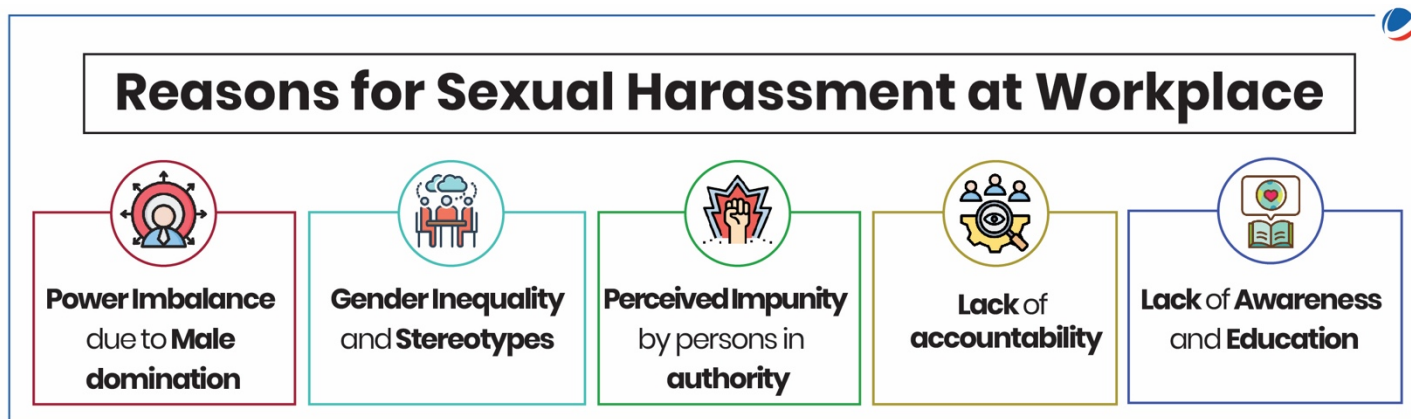 Reasons for Sexual Harassment at Workplace
Power Imbalance
due to Male
domination
Gender Inequality
and Stereotypes
Perceived Impunity
by persons in
authority
Lack of
accountability
Lack of Awareness
and Education